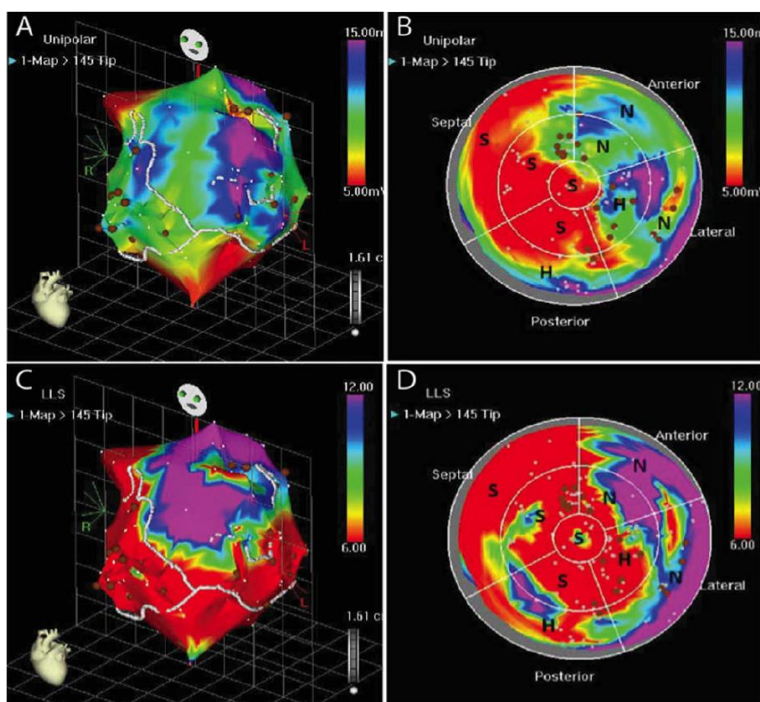 A
Unipolar
1-Map > 145 Tip
15.00m
5.00mV
R
L
1.61 c
B
Unipolar
1-Map > 145 Tip
15.00m
5.00mV
Anterior
Septal
Lateral
Posterior
N
S
N
S
S
H
N
S
H
C
LLS
1-Map > 145 Tip
12.00
6.00
R
L
1.61 c
D
LLS
1-Map > 145 Tip
12.00
6.00
Anterior
Septal
Lateral
Posterior
N
S
N
S
S
H
S
N
H